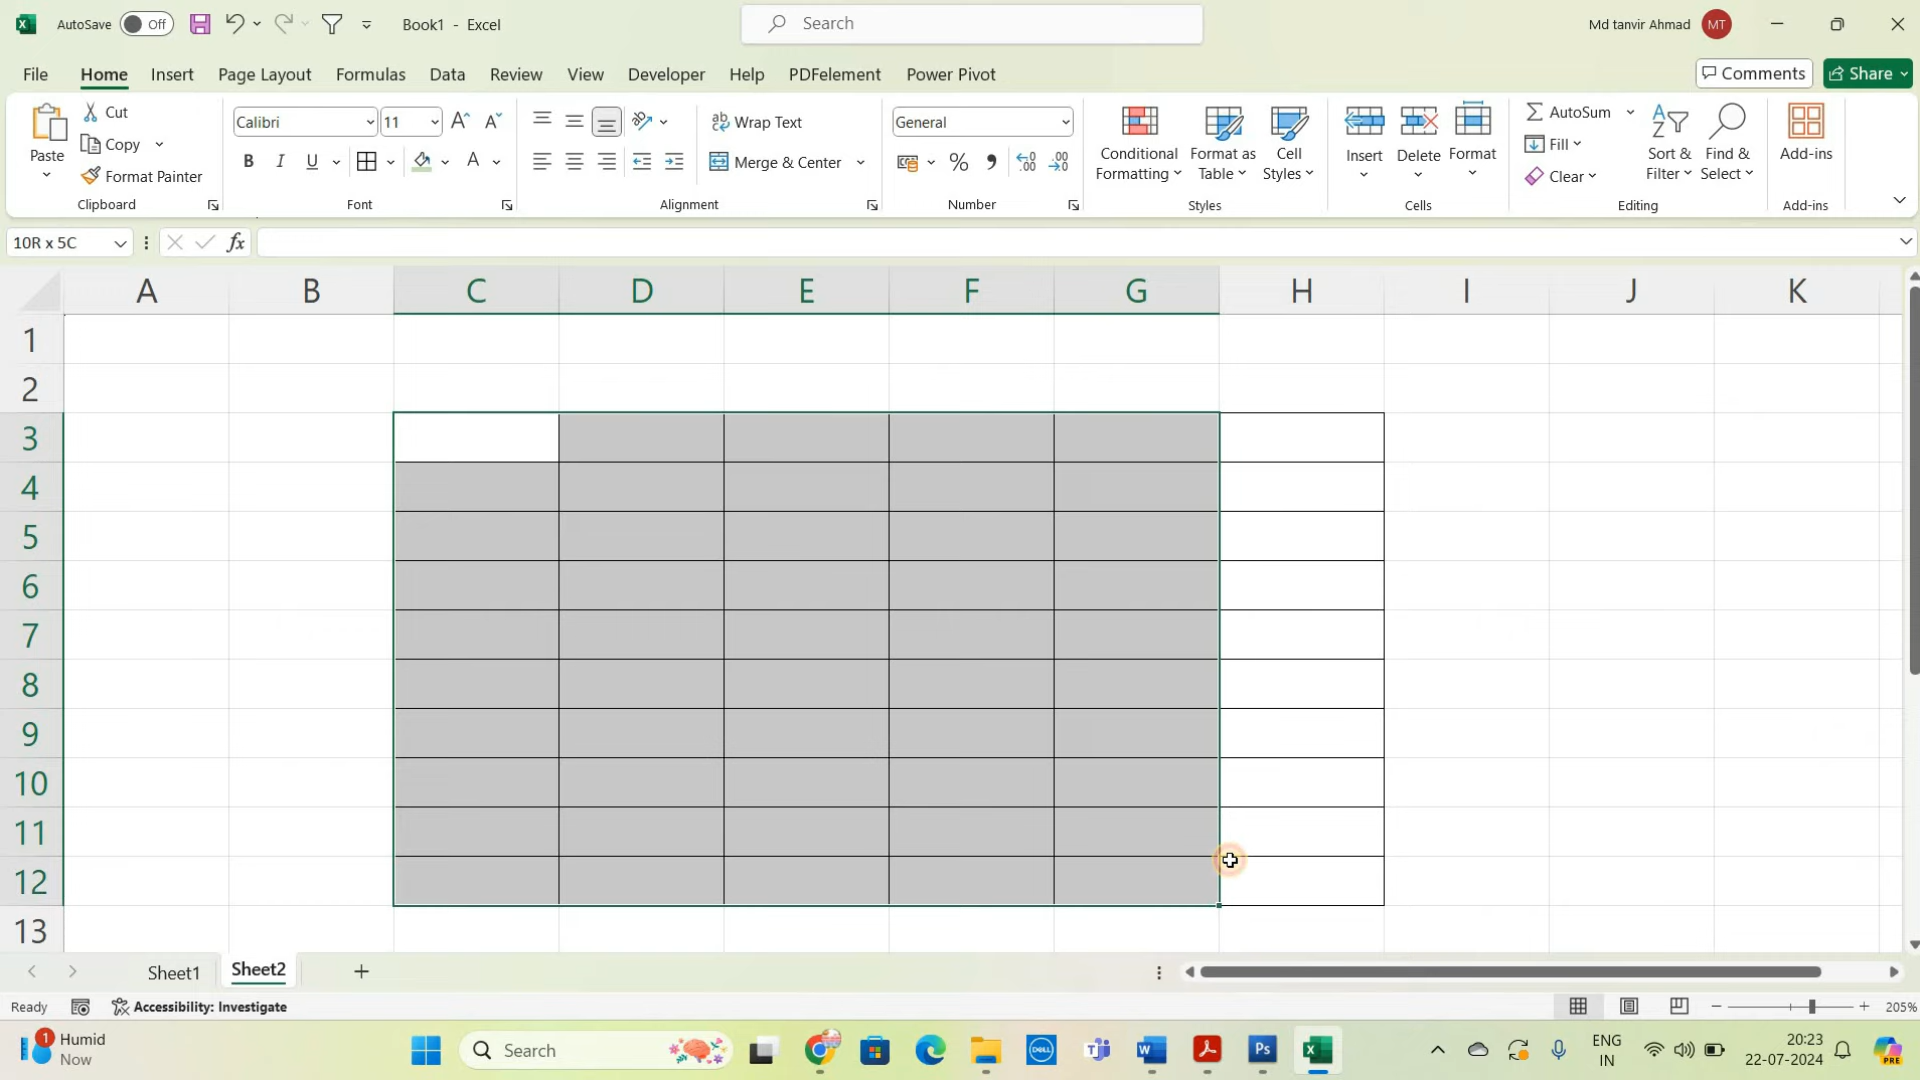 AutoSave Off Book1 - Excel Search Md tanvir Ahmad MT
File Home Insert Page Layout Formulas Data Review View Developer Help PDFelement Power Pivot Comments Share
Paste Cut Copy Format Painter Clipboard
Calibri 11 B I U A Font
Wrap Text Merge & Center Alignment
General % Number
Conditional Formatting Format as Table Cell Styles Styles
Insert Delete Format Cells
AutoSum Fill Clear Sort & Filter Find & Select Editing
Add-ins Add-ins
10R x 5C fx
A B C D E F G H I J K
1
2
3
4
5
6
7
8
9
10
11
12
13
Sheet1 Sheet2
Ready Accessibility: Investigate 205%
1 Humid Search DELL W Ps ENG 20:23 PRE
Now IN 22-07-2024